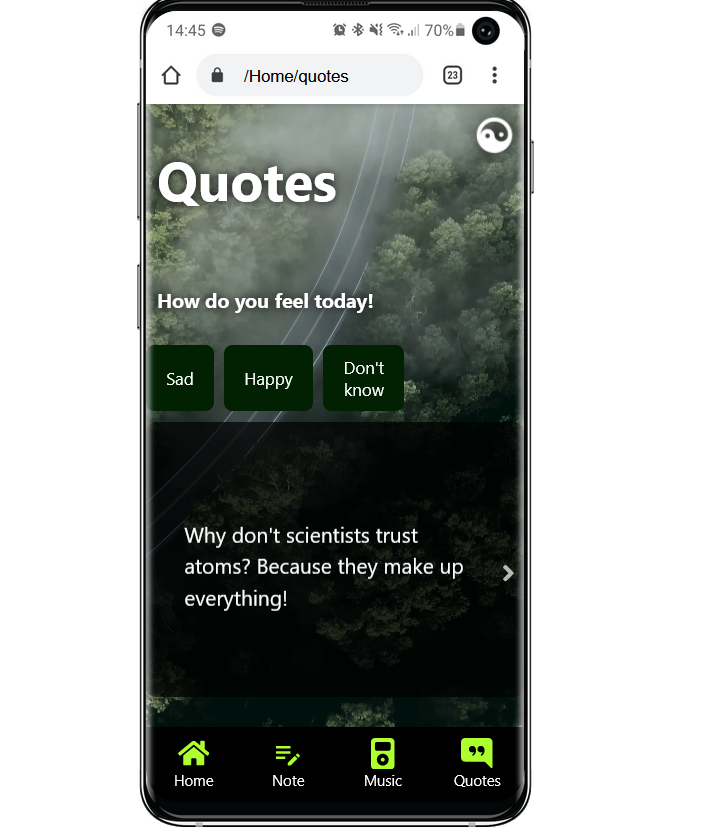 14:45 70%
/Home/quotes 23
Quotes
How do you feel today!
Sad Happy Don't
know
Why don't scientists trust
atoms? Because they make up
everything!
Home Note Music Quotes